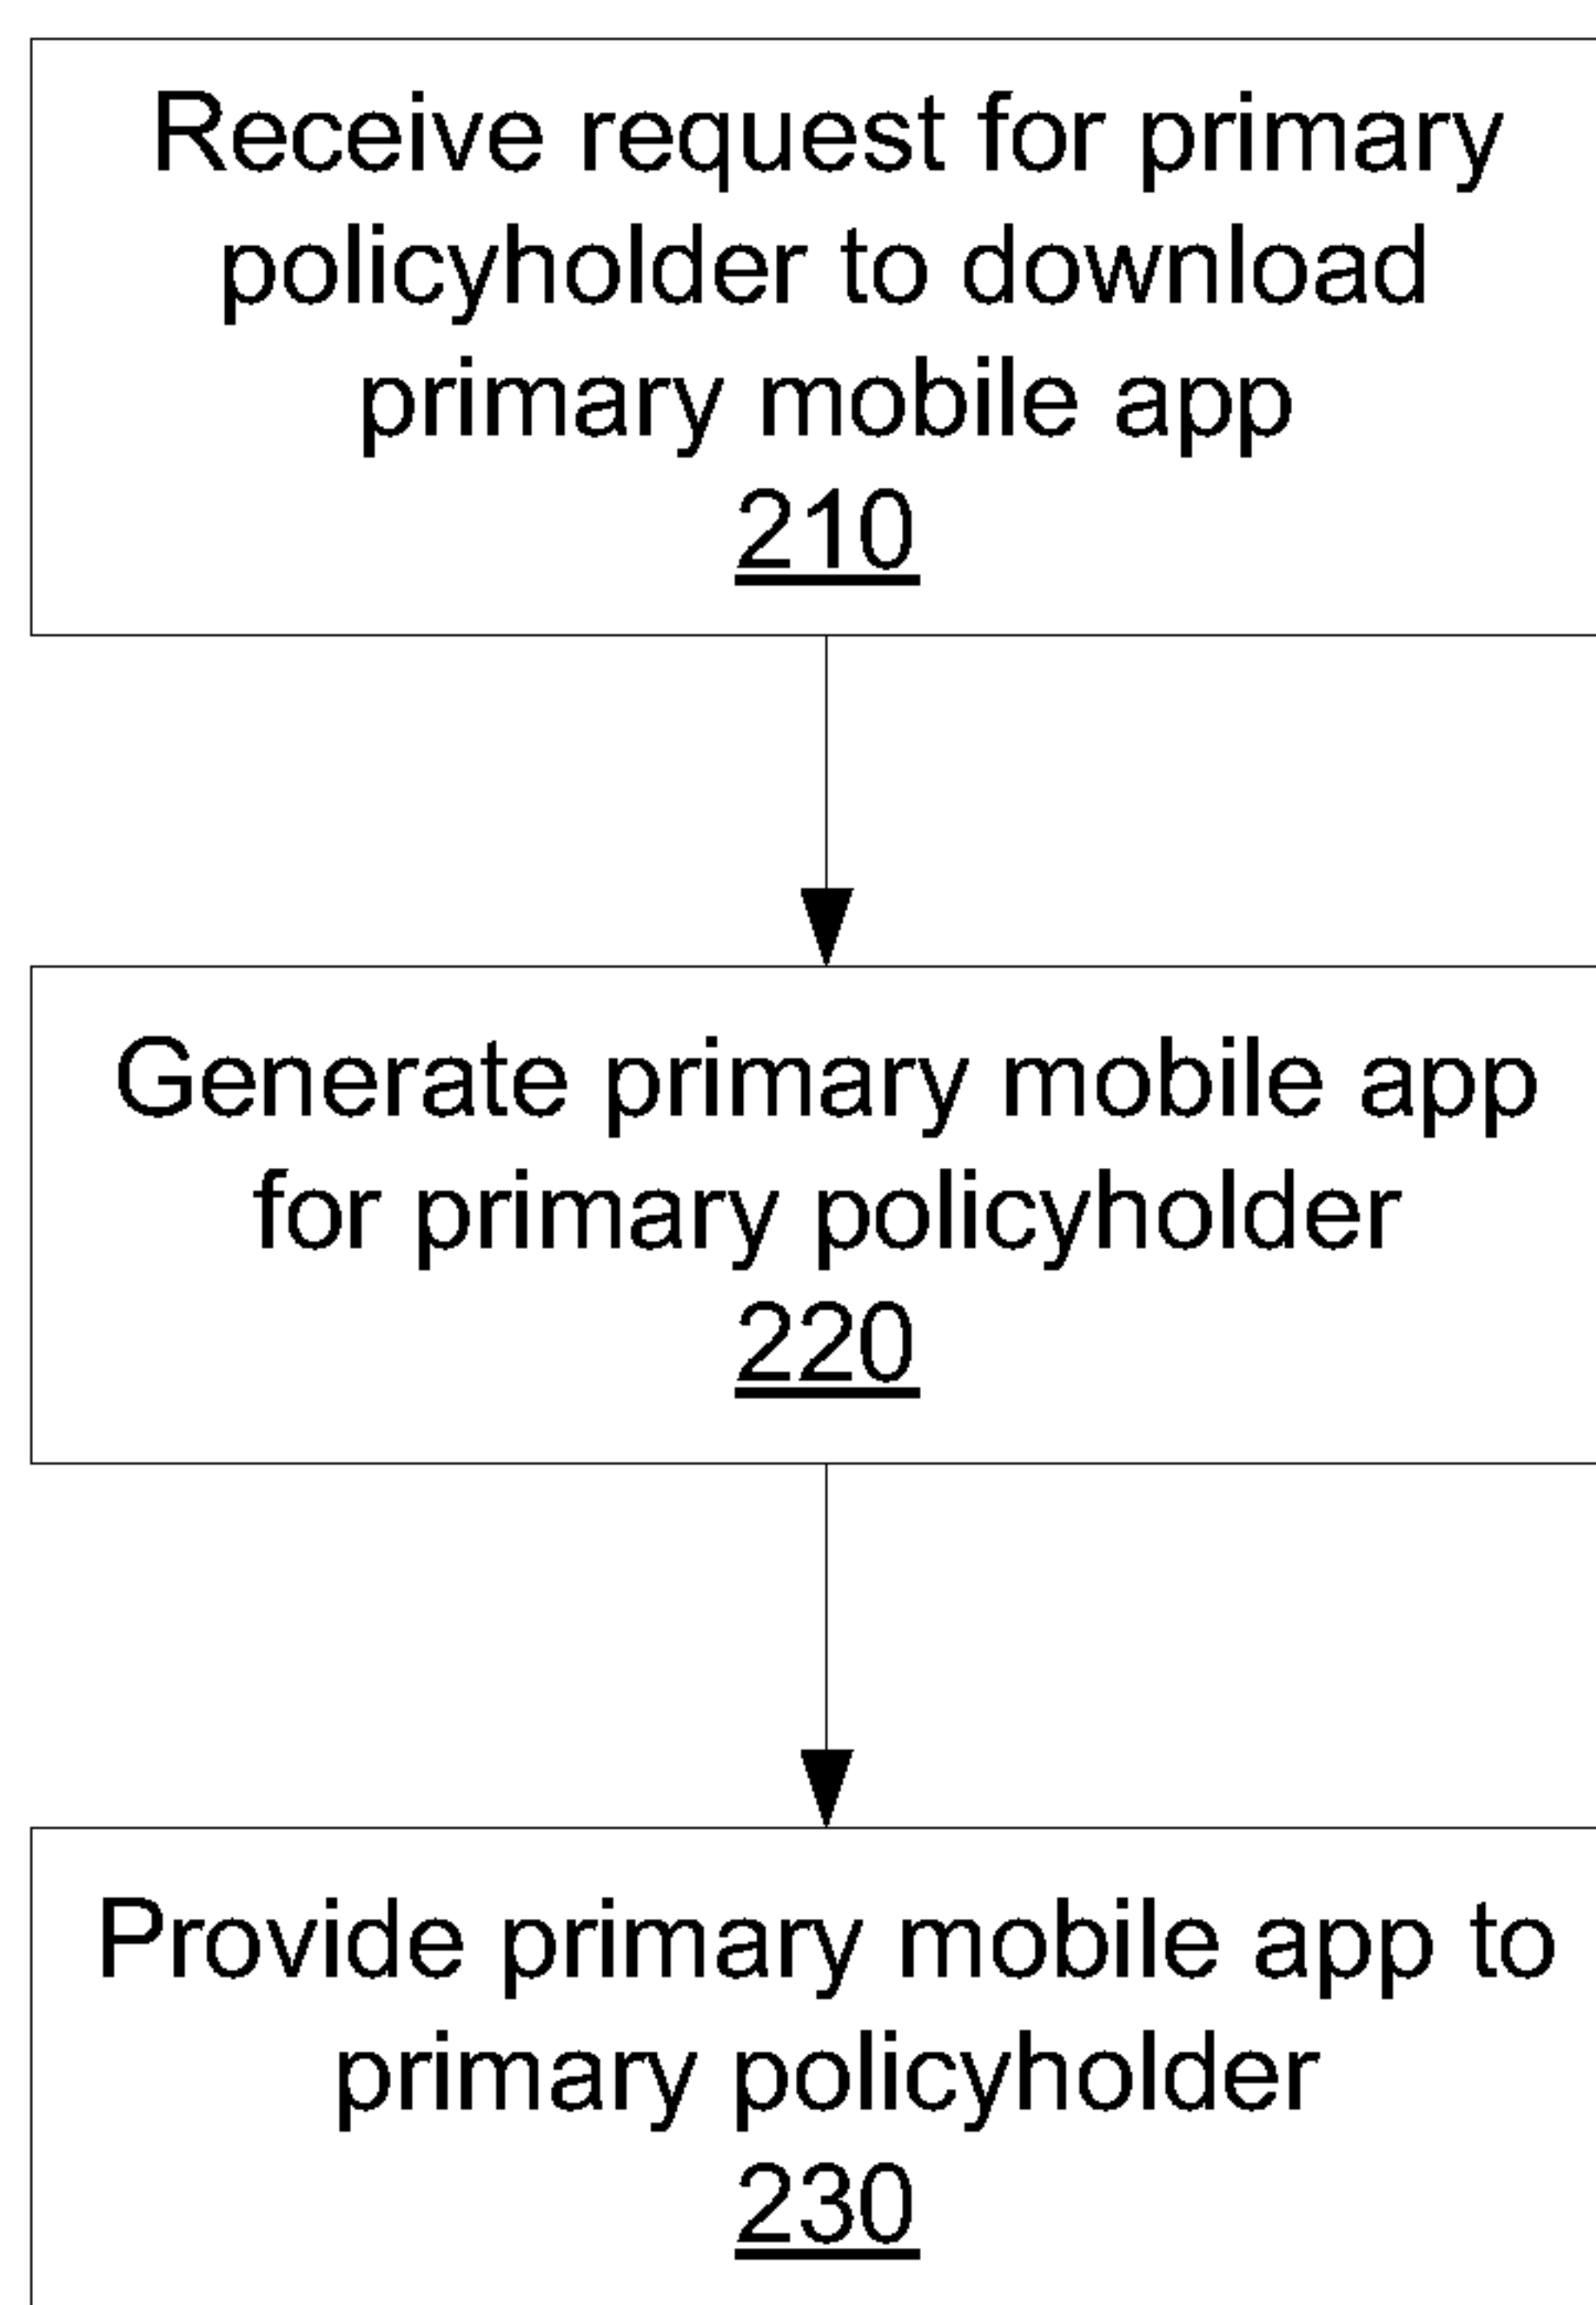 Receive request for primary
policyholder to download
primary mobile app
210
Generate primary mobile app
for primary policyholder
220
Provide primary mobile app to
primary policyholder
230